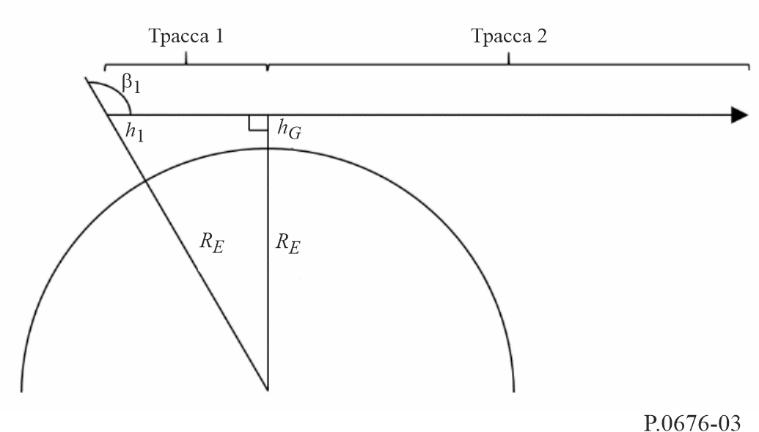 Трасса 1
Трасса 2
β1
h1
hG
RE
RE
P.0676-03